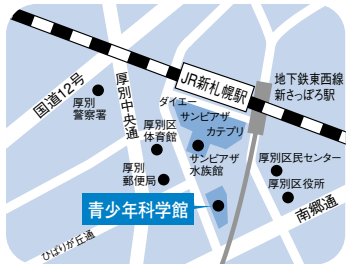 国道12号
厚別
警察署
厚別中央通
JR新札幌駅
地下鉄東西線
新さっぽろ駅
ダイエー
サンピアザ
カテプリ
厚別区
体育館
サンピアザ
水族館
厚別
郵便局
厚別区民センター
厚別区役所
青少年科学館
南郷通
ひばりが丘通